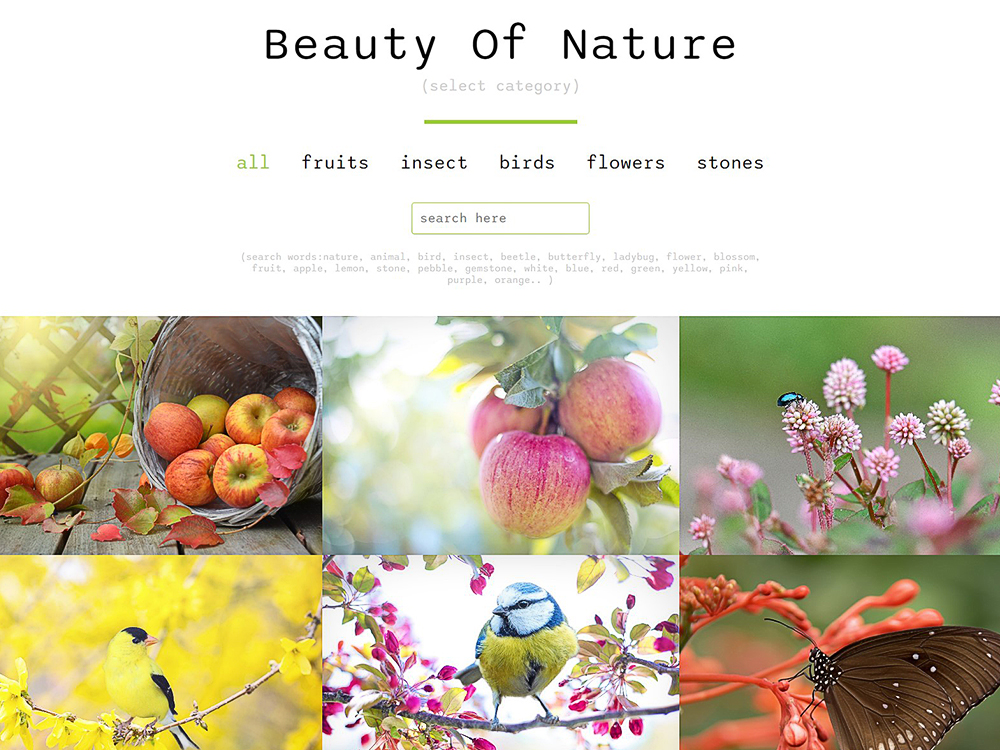 Beauty Of Nature
(select category)
all fruits insect birds flowers stones
search here
(search words:nature, animal, bird, insect, beetle, butterfly, ladybug, flower, blossom,
fruit, apple, lemon, stone, pebble, gemstone, white, blue, red, green, yellow, pink,
purple, orange.. )